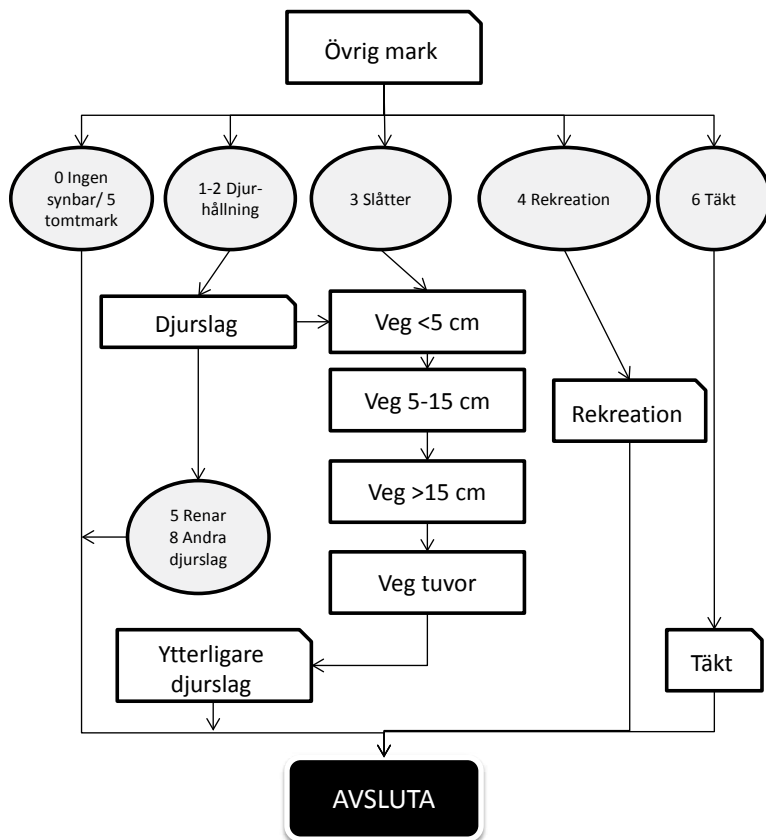 Övrig mark
0 Ingen
synbar/ 5
tomtmark
1-2 Djur-
hållning
3 Slåtter
4 Rekreation
6 Täkt
Djurslag
Veg <5 cm
Veg 5-15 cm
Rekreation
Veg >15 cm
5 Renar
8 Andra
djurslag
Veg tuvor
Ytterligare
djurslag
Täkt
AVSLUTA